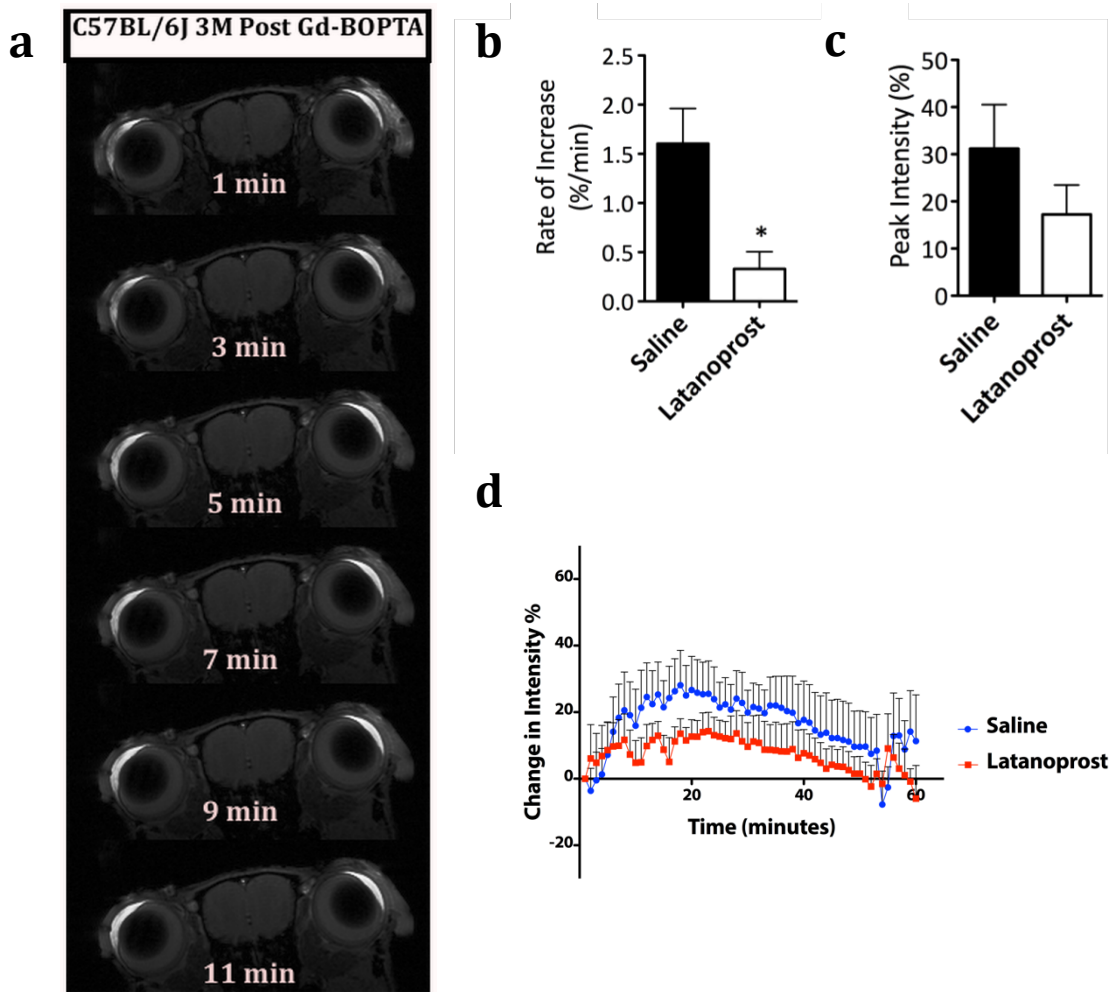 a
C57BL/6J 3M Post Gd-BOPTA
1 min
3 min
5 min
7 min
9 min
11 min
b
Rate of Increase
(%/min)
2.5
2.0
1.5
1.0
0.5
0.0
*
Saline
Latanoprost
c
Peak Intensity (%)
50
40
30
20
10
0
Saline
Latanoprost
d
Change in Intensity %
60
40
20
0
-20
20
40
60
Time (minutes)
Saline
Latanoprost